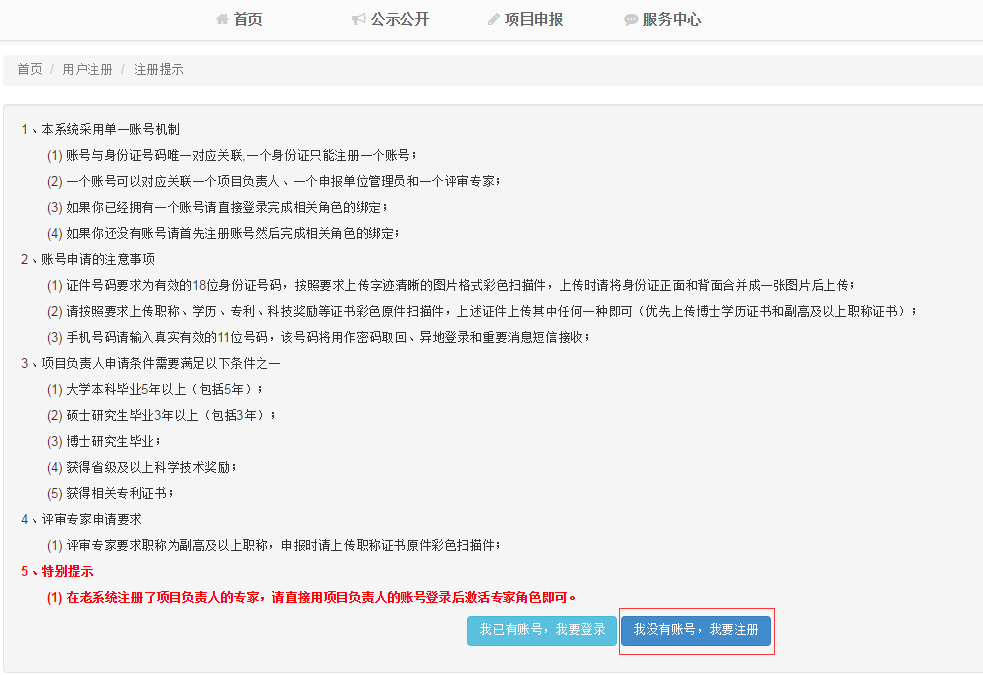 首页 公示公开 项目申报 服务中心
首页 / 用户注册 / 注册提示
1、本系统采用单一账号机制
(1) 账号与身份证号码唯一对应关联,一个身份证只能注册一个账号；
(2) 一个账号可以对应关联一个项目负责人、一个申报单位管理员和一个评审专家；
(3) 如果你已经拥有一个账号请直接登录完成相关角色的绑定；
(4) 如果你还没有账号请首先注册账号然后完成相关角色的绑定；
2、账号申请的注意事项
(1) 证件号码要求为有效的18位身份证号码，按照要求上传字迹清晰的图片格式彩色扫描件，上传时请将身份证正面和背面合并成一张图片后上传；
(2) 请按照要求上传职称、学历、专利、科技奖励等证书彩色原件扫描件，上述证件上传其中任何一种即可（优先上传博士学历证书和副高及以上职称证书）；
(3) 手机号码请输入真实有效的11位号码，该号码将用作密码取回、异地登录和重要消息短信接收；
3、项目负责人申请条件需要满足以下条件之一
(1) 大学本科毕业5年以上（包括5年）；
(2) 硕士研究生毕业3年以上（包括3年）；
(3) 博士研究生毕业；
(4) 获得省级及以上科学技术奖励；
(5) 获得相关专利证书；
4、评审专家申请要求
(1) 评审专家要求职称为副高及以上职称，申报时请上传职称证书原件彩色扫描件；
5、特别提示
(1) 在老系统注册了项目负责人的专家，请直接用项目负责人的账号登录后激活专家角色即可。
我已有账号，我要登录 我没有账号，我要注册